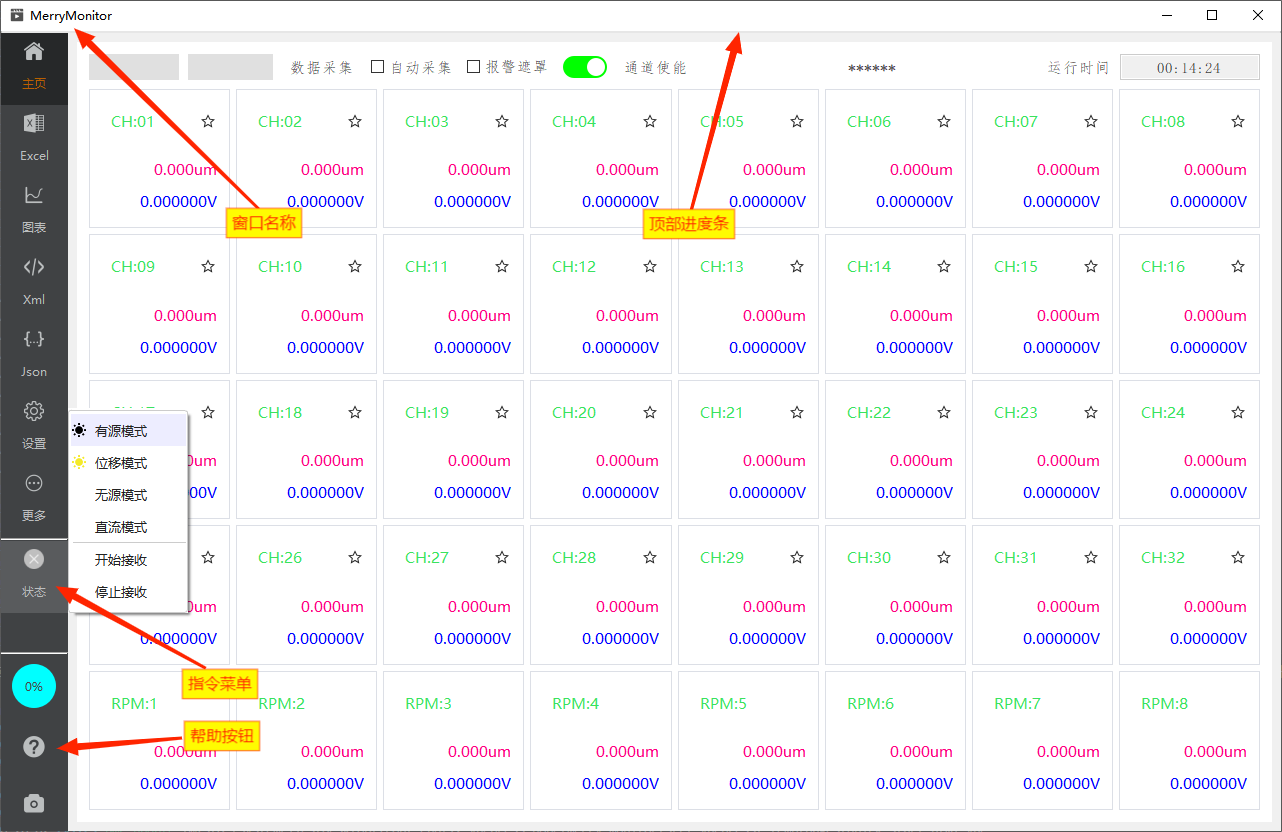 MerryMonitor
主页
Excel
图表
Xml
Json
设置
更多
状态
0%
数据采集 自动采集 报警遮罩 通道使能 ****** 运行时间 00:14:24
CH:01 CH:02 CH:03 CH:04 CH:05 CH:06 CH:07 CH:08
0.000um 0.000um 0.000um 0.000um 0.000um 0.000um 0.000um 0.000um
0.000000V 0.000000V 0.000000V 0.000000V 0.000000V 0.000000V 0.000000V 0.000000V
窗口名称 顶部进度条
CH:09 CH:10 CH:11 CH:12 CH:13 CH:14 CH:15 CH:16
0.000um 0.000um 0.000um 0.000um 0.000um 0.000um 0.000um 0.000um
0.000000V 0.000000V 0.000000V 0.000000V 0.000000V 0.000000V 0.000000V 0.000000V
CH:18 CH:19 CH:20 CH:21 CH:22 CH:23 CH:24
um 0.000um 0.000um 0.000um 0.000um 0.000um 0.000um 0.000um
00V 0.000000V 0.000000V 0.000000V 0.000000V 0.000000V 0.000000V 0.000000V
有源模式
位移模式
无源模式
直流模式
开始接收
停止接收
CH:26 CH:27 CH:28 CH:29 CH:30 CH:31 CH:32
um 0.000um 0.000um 0.000um 0.000um 0.000um 0.000um 0.000um
0.000000V 0.000000V 0.000000V 0.000000V 0.000000V 0.000000V 0.000000V 0.000000V
指令菜单
RPM:1 RPM:2 RPM:3 RPM:4 RPM:5 RPM:6 RPM:7 RPM:8
帮助按钮
0.000um 0.000um 0.000um 0.000um 0.000um 0.000um 0.000um 0.000um
0.000000V 0.000000V 0.000000V 0.000000V 0.000000V 0.000000V 0.000000V 0.000000V